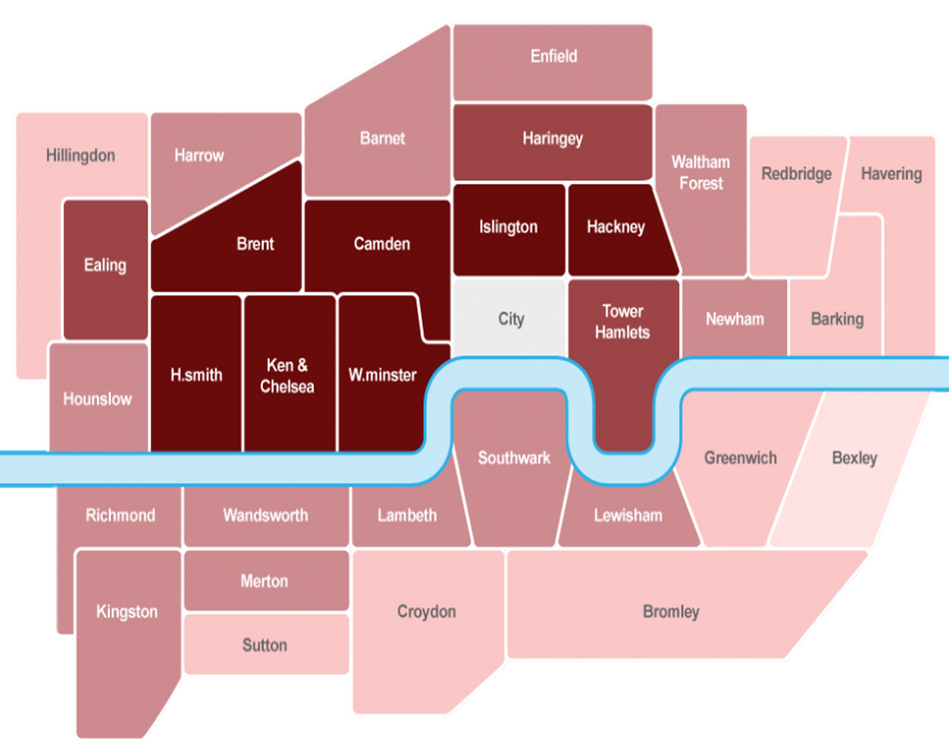 Enfield
Barnet
Haringey
Hillingdon
Harrow
Waltham
Forest
Redbridge
Havering
Islington
Hackney
Brent
Camden
Ealing
City
Tower
Hamlets
Newham
Barking
H.smith
Ken &
Chelsea
W.minster
Hounslow
Southwark
Greenwich
Bexley
Richmond
Wandsworth
Lambeth
Lewisham
Merton
Kingston
Croydon
Bromley
Sutton